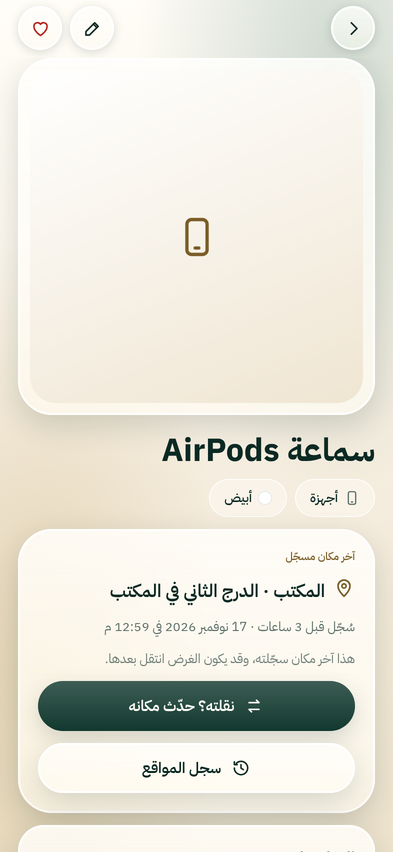 سماعة AirPods
أجهزة
أبيض
آخر مكان مسجّل
المكتب · الدرج الثاني في المكتب
سُجّل قبل 3 ساعات · 17 نوفمبر 2026 في 12:59 م
هذا آخر مكان سجّلته، وقد يكون الغرض انتقل بعدها.
نقلته؟ حدّث مكانه
سجل المواقع